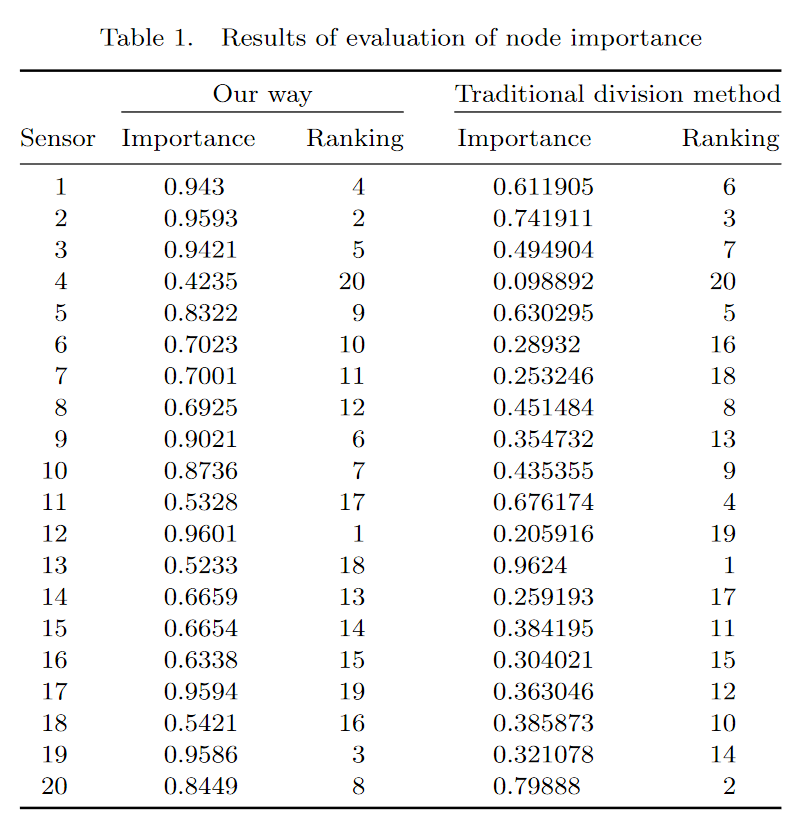 Table 1. Results of evaluation of node importance
Our way Traditional division method
Sensor Importance Ranking Importance Ranking
1 0.943 4 0.611905 6
2 0.9593 2 0.741911 3
3 0.9421 5 0.494904 7
4 0.4235 20 0.098892 20
5 0.8322 9 0.630295 5
6 0.7023 10 0.28932 16
7 0.7001 11 0.253246 18
8 0.6925 12 0.451484 8
9 0.9021 6 0.354732 13
10 0.8736 7 0.435355 9
11 0.5328 17 0.676174 4
12 0.9601 1 0.205916 19
13 0.5233 18 0.9624 1
14 0.6659 13 0.259193 17
15 0.6654 14 0.384195 11
16 0.6338 15 0.304021 15
17 0.9594 19 0.363046 12
18 0.5421 16 0.385873 10
19 0.9586 3 0.321078 14
20 0.8449 8 0.79888 2